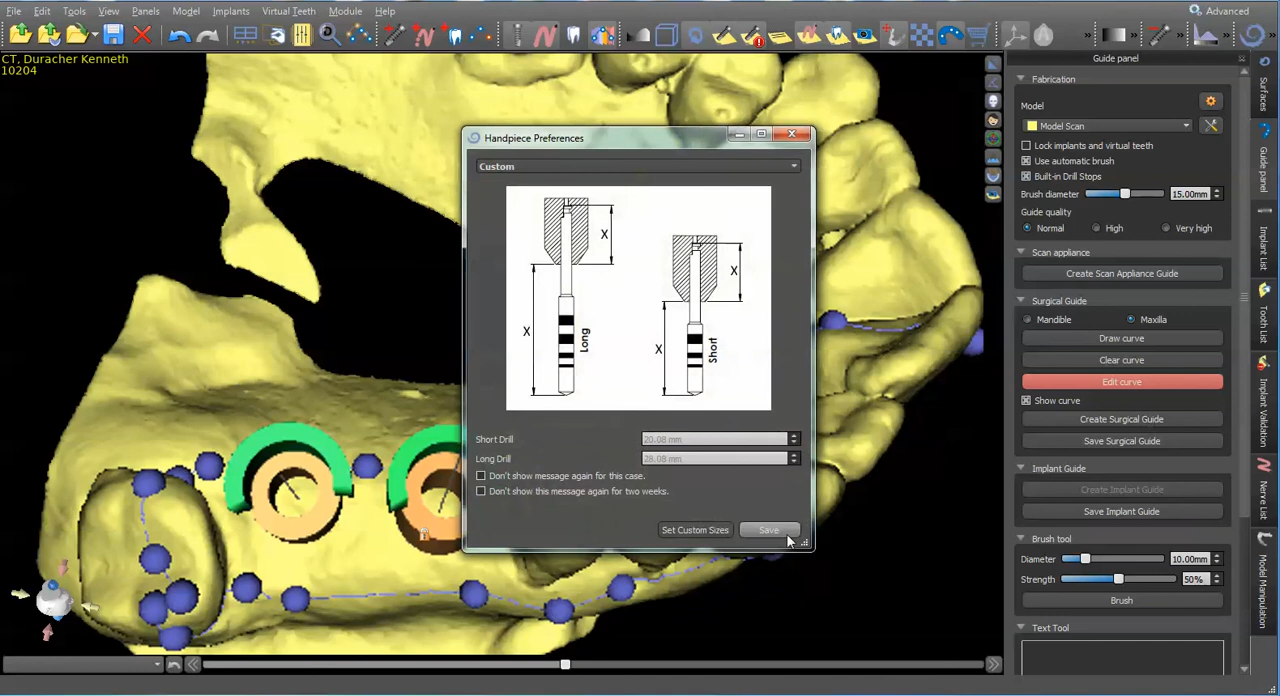 File Edit Tools View Panels Model Implants Virtual Teeth Module Help
Advanced
CT, Duracher Kenneth
10204
Guide panel
Fabrication
Model
Model Scan
Lock implants and virtual teeth
Use automatic brush
Built-in Drill Stops
Brush diameter 15.00mm
Guide quality
Normal High Very high
Scan appliance
Create Scan Appliance Guide
Surgical Guide
Mandible Maxilla
Draw curve
Clear curve
Edit curve
Show curve
Create Surgical Guide
Save Surgical Guide
Implant Guide
Create Implant Guide
Save Implant Guide
Brush tool
Diameter 10.00mm
Strength 50%
Brush
Text Tool
Surfaces
Guide panel
Implant List
Tooth List
Implant Validation
Nerve List
Model Manipulation
Handpiece Preferences
Custom
X
X
X
X
Long
Short
Short Drill 20.08 mm
Long Drill 28.08 mm
Don't show message again for this case.
Don't show this message again for two weeks.
Set Custom Sizes Save